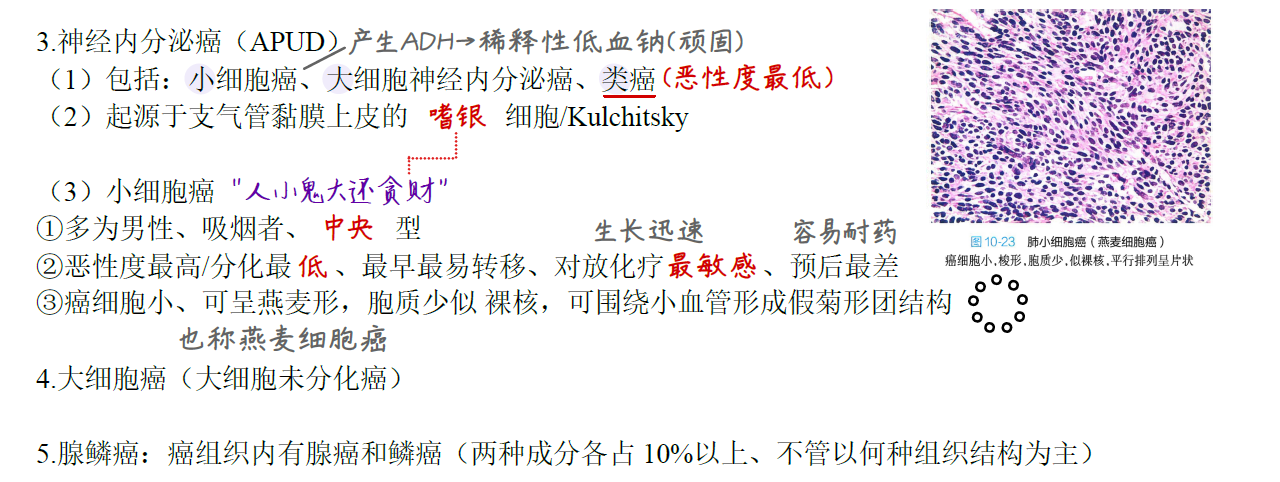 3.神经内分泌癌（APUD）产生ADH→稀释性低血钠(顽固)
（1）包括：小细胞癌、大细胞神经内分泌癌、类癌(恶性度最低)
（2）起源于支气管黏膜上皮的 嗜银 细胞/Kulchitsky
（3）小细胞癌 "人小鬼大还贪财"
①多为男性、吸烟者、 中央 型
生长迅速 容易耐药
②恶性度最高/分化最 低 、最早最易转移、对放化疗 最敏感 、预后最差
③癌细胞小、可呈燕麦形，胞质少似 裸核，可围绕小血管形成假菊形团结构
也称燕麦细胞癌
4.大细胞癌（大细胞未分化癌）
5.腺鳞癌：癌组织内有腺癌和鳞癌（两种成分各占 10%以上、不管以何种组织结构为主）
图 10-23 肺小细胞癌（燕麦细胞癌）
癌细胞小,梭形,胞质少,似裸核,平行排列呈片状